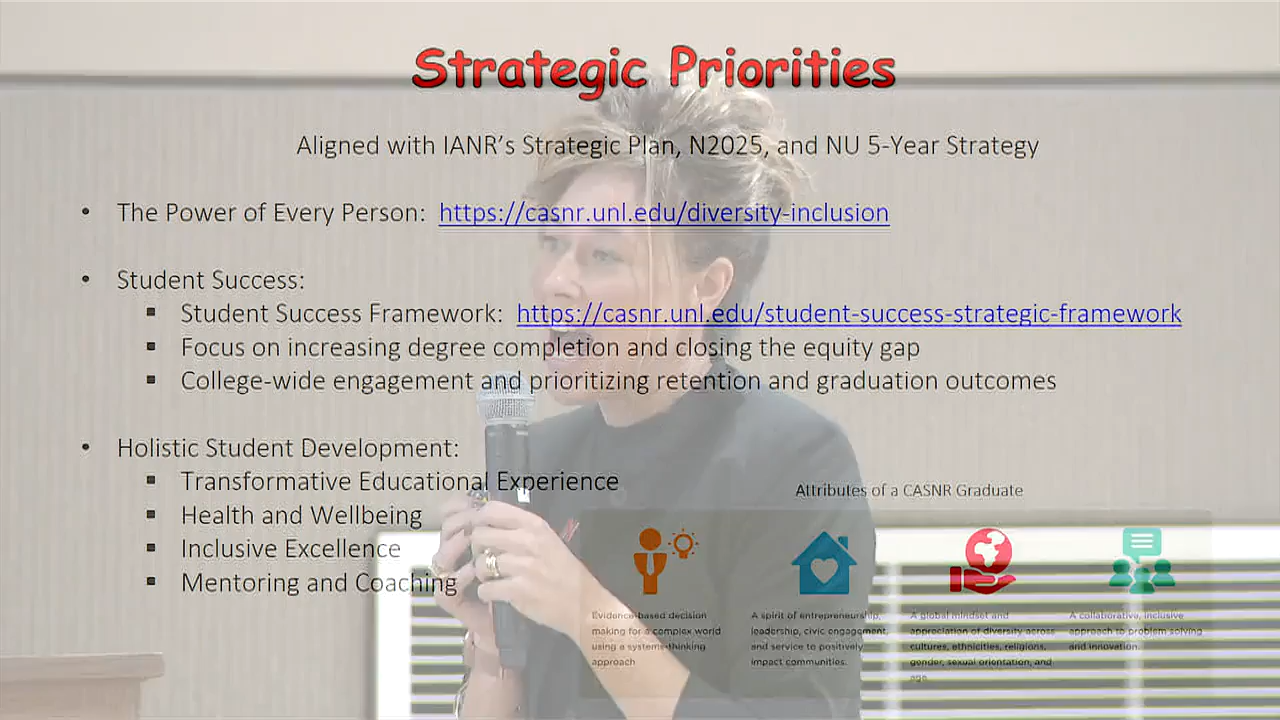 Strategic Priorities
Aligned with IANR's Strategic Plan, N2025, and NU 5-Year Strategy
• The Power of Every Person: https://casnr.unl.edu/diversity-inclusion
• Student Success:
▪ Student Success Framework: https://casnr.unl.edu/student-success-strategic-framework
▪ Focus on increasing degree completion and closing the equity gap
▪ College-wide engagement and prioritizing retention and graduation outcomes
• Holistic Student Development:
▪ Transformative Educational Experience
▪ Health and Wellbeing
▪ Inclusive Excellence
▪ Mentoring and Coaching
Attributes of a CASNR Graduate
Evidence-based decision
making for a complex world
using a systems-thinking
approach
A spirit of entrepreneurship,
leadership, civic engagement,
and service to positively
impact communities.
A global mindset and
appreciation of diversity across
cultures, ethnicities, religions,
gender, sexual orientation, and
age.
A collaborative, inclusive
approach to problem solving
and innovation.